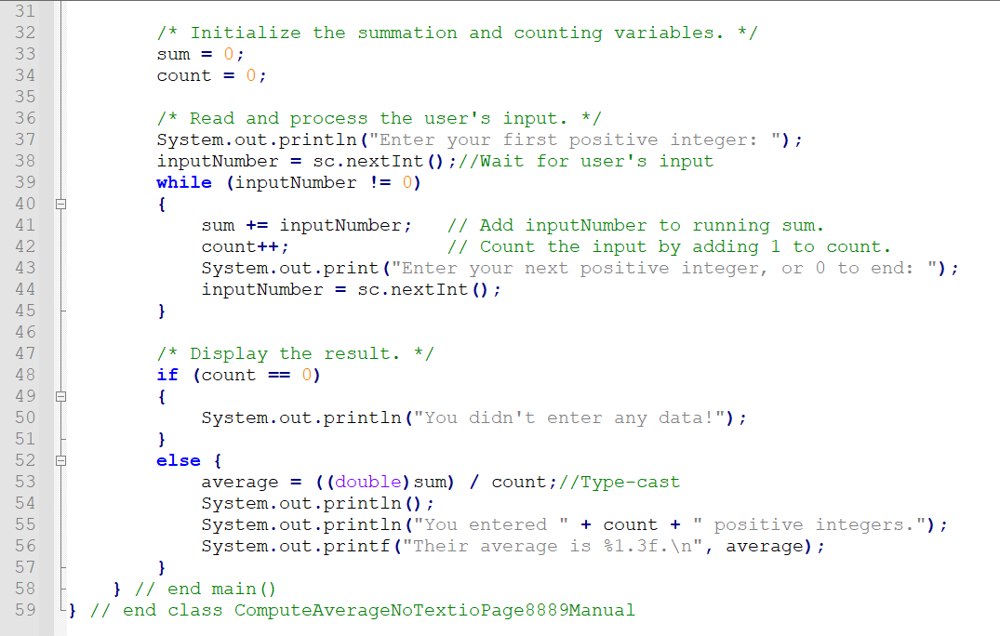 31
32 /* Initialize the summation and counting variables. */
33 sum = 0;
34 count = 0;
35
36 /* Read and process the user's input. */
37 System.out.println("Enter your first positive integer: ");
38 inputNumber = sc.nextInt();//Wait for user's input
39 while (inputNumber != 0)
40 {
41 sum += inputNumber; // Add inputNumber to running sum.
42 count++; // Count the input by adding 1 to count.
43 System.out.print("Enter your next positive integer, or 0 to end: ");
44 inputNumber = sc.nextInt();
45 }
46
47 /* Display the result. */
48 if (count == 0)
49 {
50 System.out.println("You didn't enter any data!");
51 }
52 else {
53 average = ((double)sum) / count;//Type-cast
54 System.out.println();
55 System.out.println("You entered " + count + " positive integers.");
56 System.out.printf("Their average is %1.3f.\n", average);
57 }
58 } // end main()
59 } // end class ComputeAverageNoTextioPage8889Manual